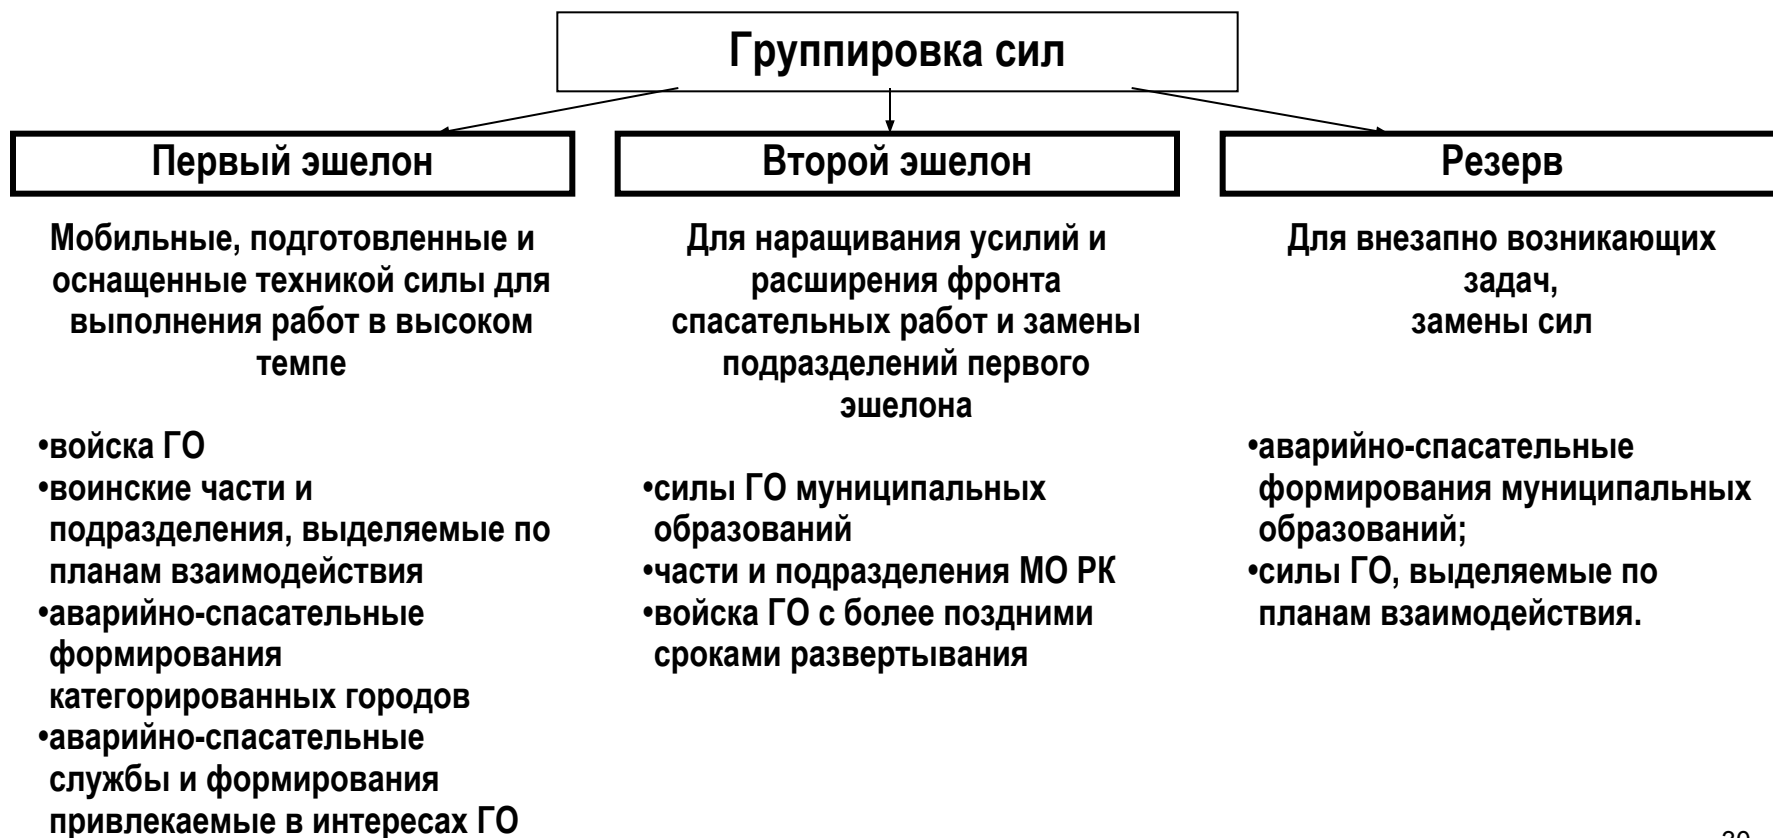 Группировка сил
Первый эшелон
Мобильные, подготовленные и
оснащенные техникой силы для
выполнения работ в высоком
темпе
•войска ГО
•воинские части и
подразделения, выделяемые по
планам взаимодействия
•аварийно-спасательные
формирования
категорированных городов
•аварийно-спасательные
службы и формирования
привлекаемые в интересах ГО
Второй эшелон
Для наращивания усилий и
расширения фронта
спасательных работ и замены
подразделений первого
эшелона
•силы ГО муниципальных
образований
•части и подразделения МО РК
•войска ГО с более поздними
сроками развертывания
Резерв
Для внезапно возникающих
задач,
замены сил
•аварийно-спасательные
формирования муниципальных
образований;
•силы ГО, выделяемые по
планам взаимодействия.